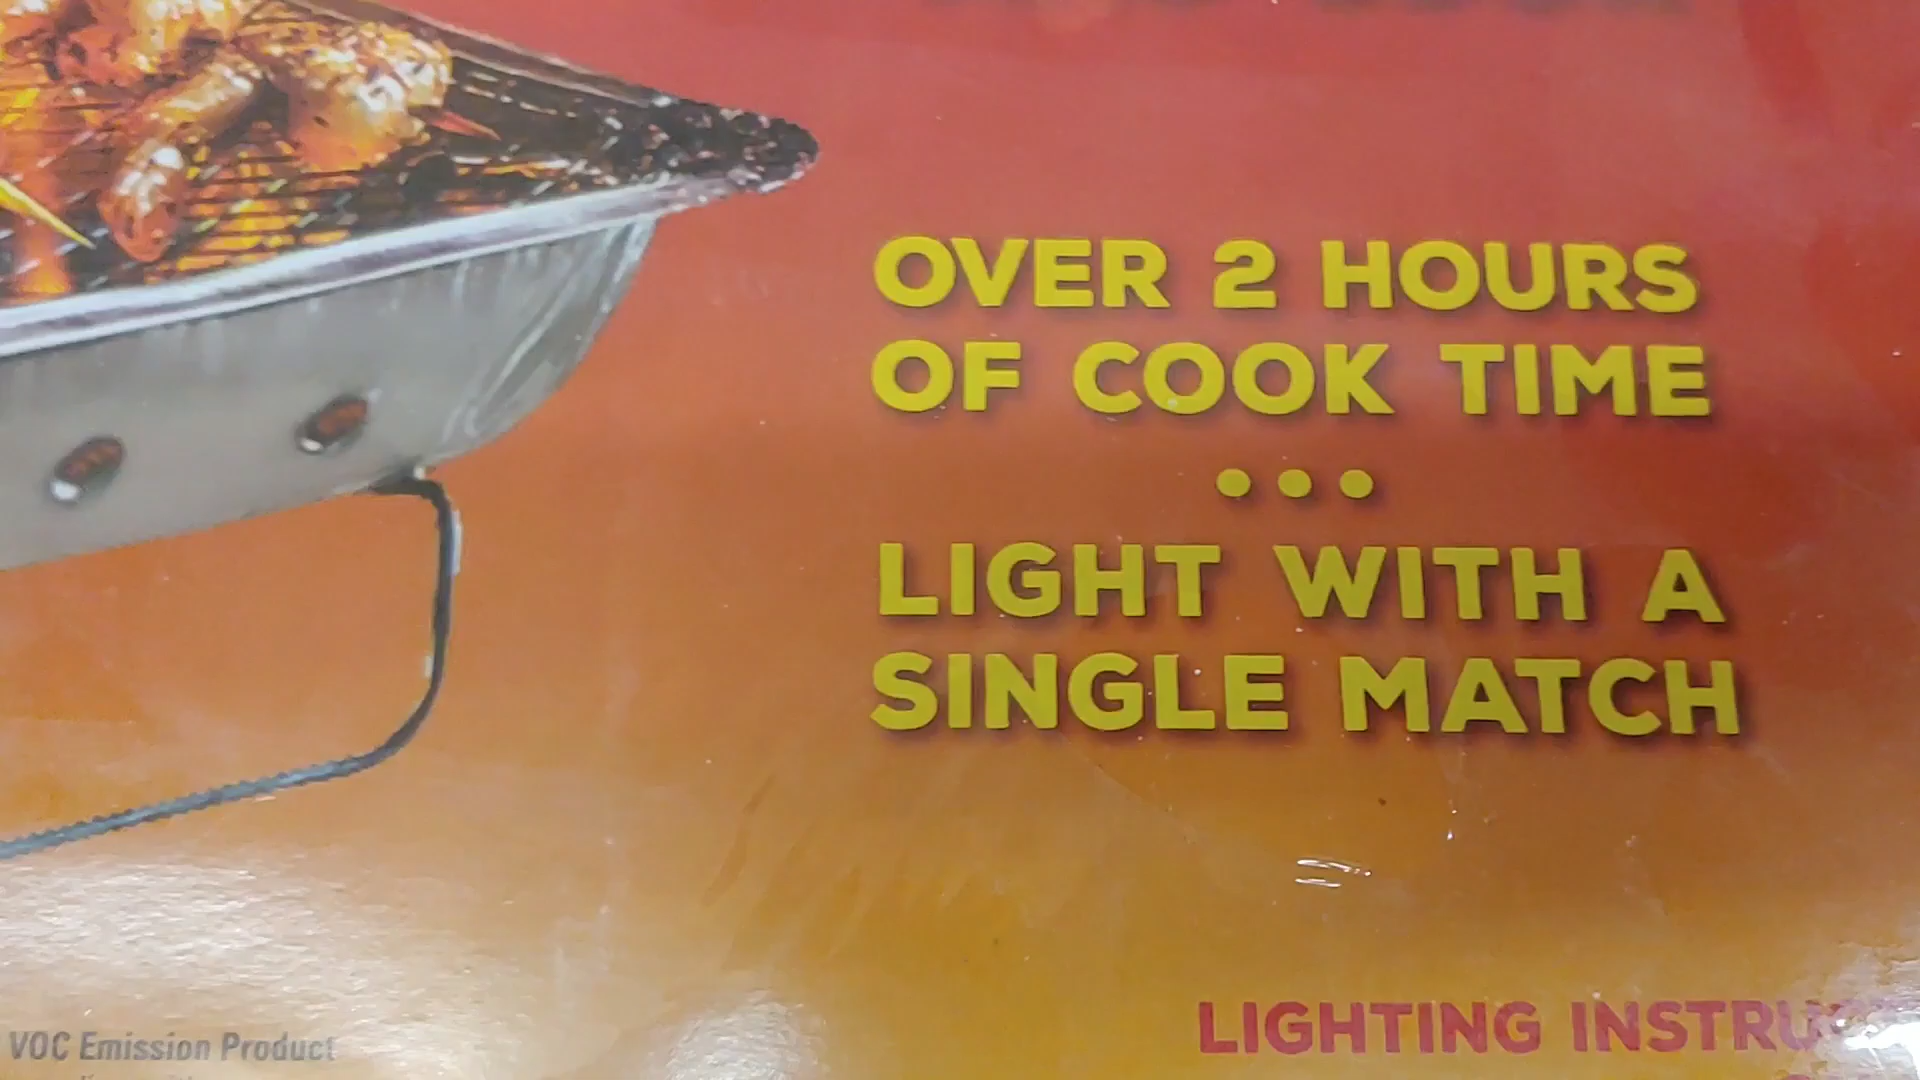 OVER 2 HOURS
OF COOK TIME
•••
LIGHT WITH A
SINGLE MATCH
LIGHTING
VOC Emission Product